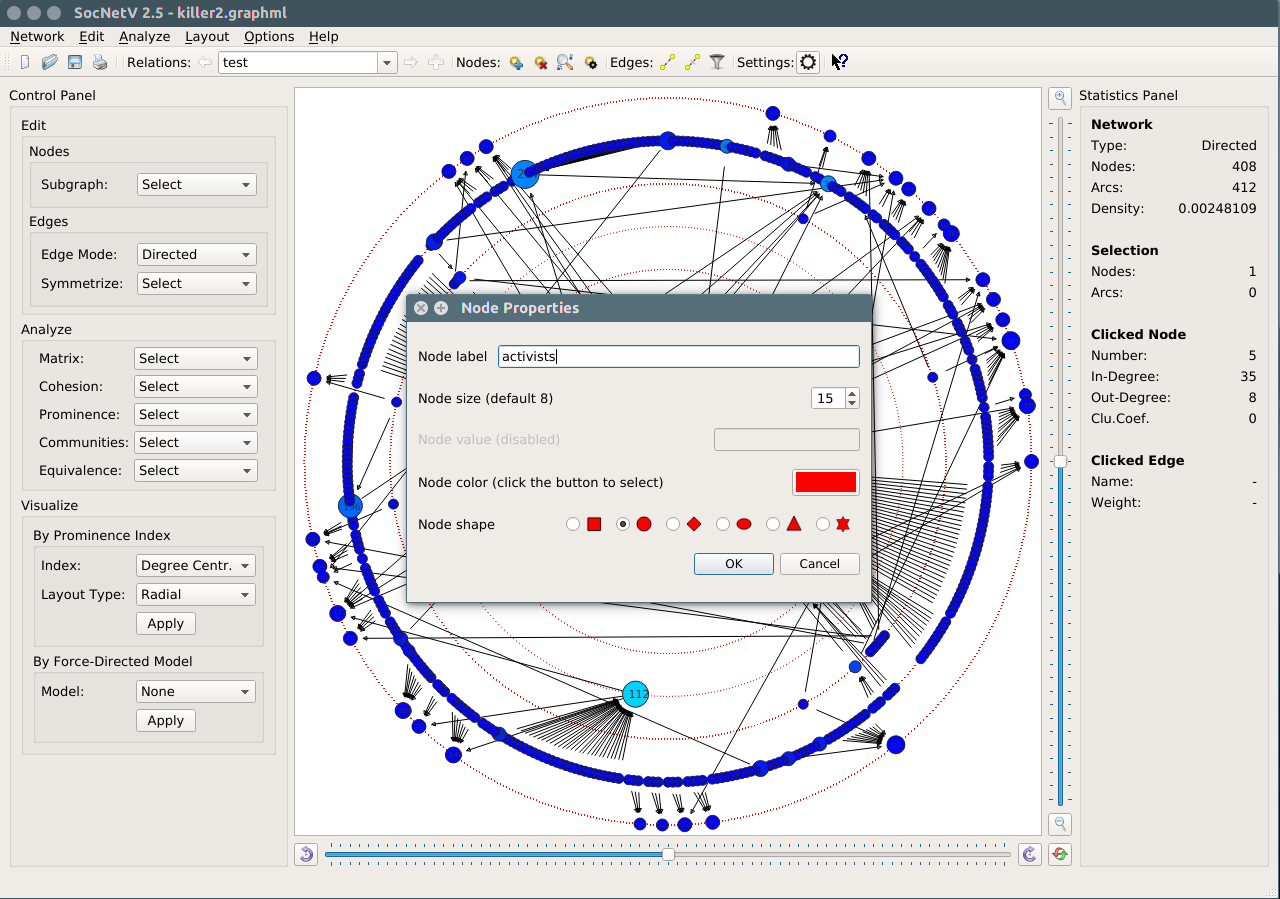 SocNetV 2.5 - killer2.graphml
Network Edit Analyze Layout Options Help
Relations: test Nodes: Edges: Settings:
Control Panel
Edit
Nodes
Subgraph: Select
Edges
Edge Mode: Directed
Symmetrize: Select
Analyze
Matrix: Select
Cohesion: Select
Prominence: Select
Communities: Select
Equivalence: Select
Visualize
By Prominence Index
Index: Degree Centr.
Layout Type: Radial
Apply
By Force-Directed Model
Model: None
Apply
112
Node Properties
Node label activists
Node size (default 8) 15
Node value (disabled)
Node color (click the button to select)
Node shape
OK Cancel
Statistics Panel
Network
Type: Directed
Nodes: 408
Arcs: 412
Density: 0.00248109
Selection
Nodes: 1
Arcs: 0
Clicked Node
Number: 5
In-Degree: 35
Out-Degree: 8
Clu.Coef. 0
Clicked Edge
Name: -
Weight: -